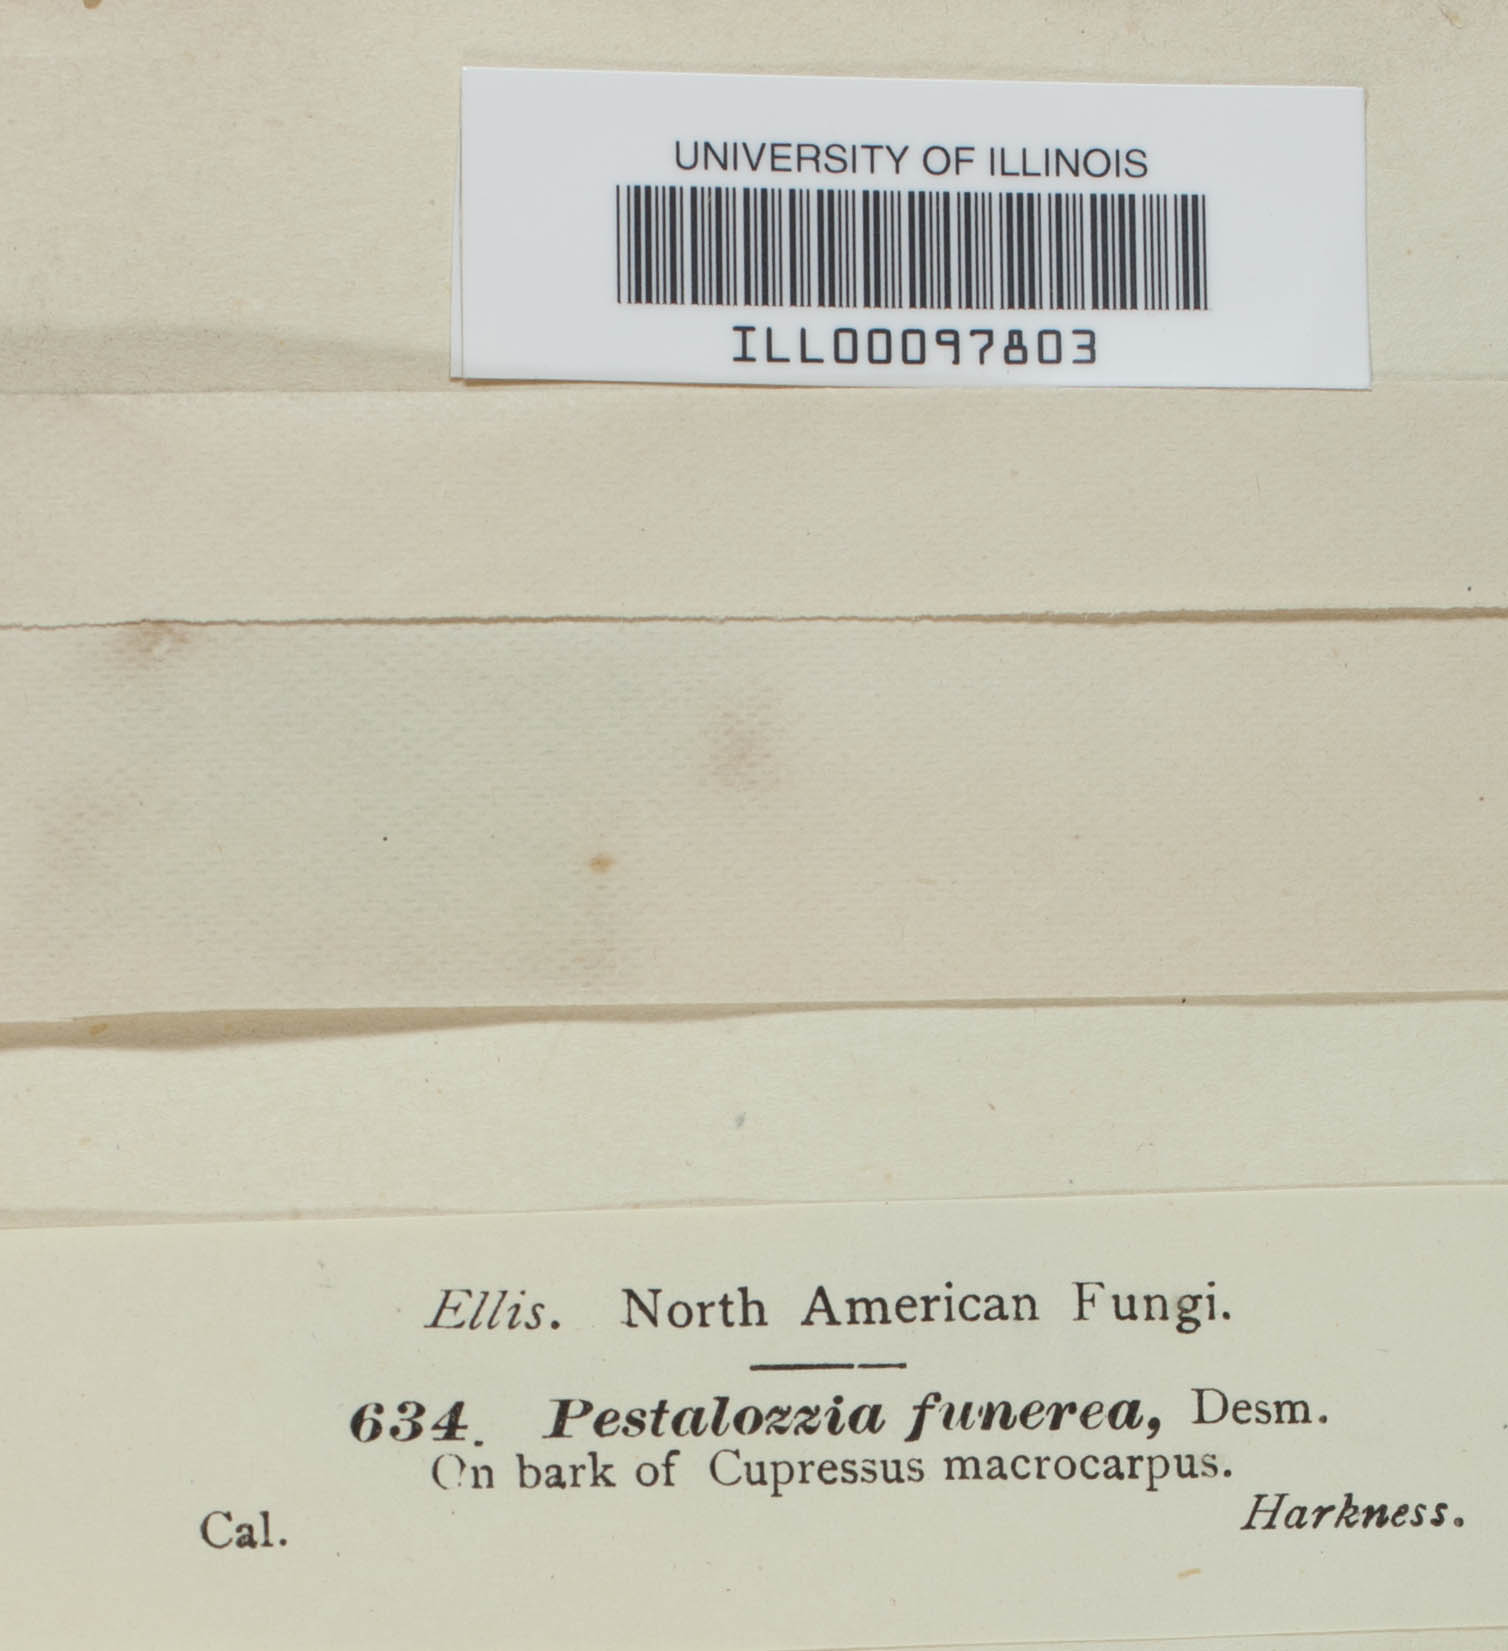 UNIVERSITY OF ILLINOIS
ILL00097803
Ellis. North American Fungi.
634. Pestalozzia funerea, Desm.
On bark of Cupressus macrocarpus.
Harkness.
Cal.